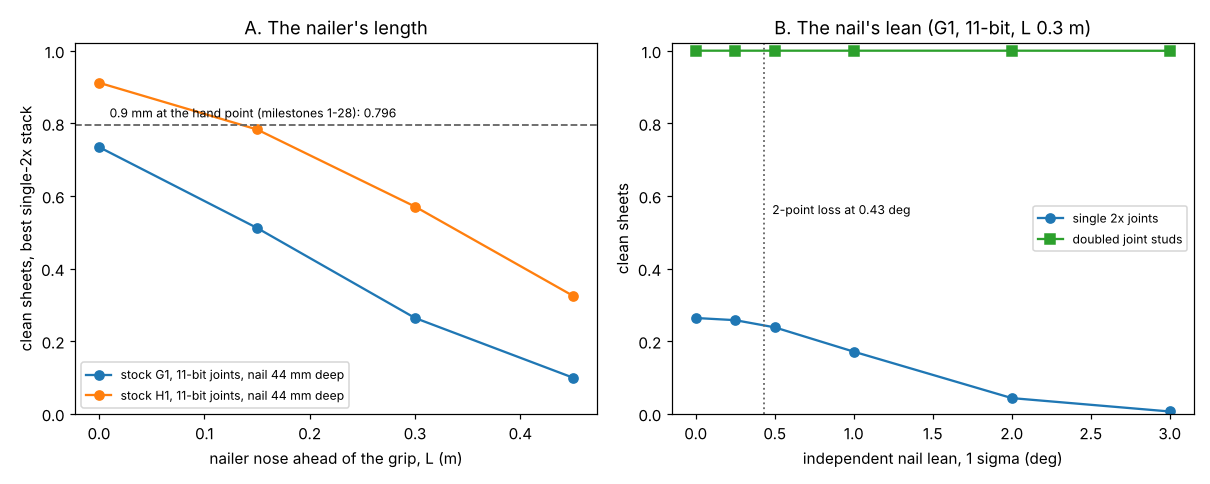 A. The nailer's length
clean sheets, best single-2x stack
1.0
0.8
0.6
0.4
0.2
0.0
0.9 mm at the hand point (milestones 1-28): 0.796
stock G1, 11-bit joints, nail 44 mm deep
stock H1, 11-bit joints, nail 44 mm deep
0.0 0.1 0.2 0.3 0.4
nailer nose ahead of the grip, L (m)
B. The nail's lean (G1, 11-bit, L 0.3 m)
clean sheets
1.0
0.8
0.6
0.4
0.2
0.0
2-point loss at 0.43 deg
single 2x joints
doubled joint studs
0.0 0.5 1.0 1.5 2.0 2.5 3.0
independent nail lean, 1 sigma (deg)